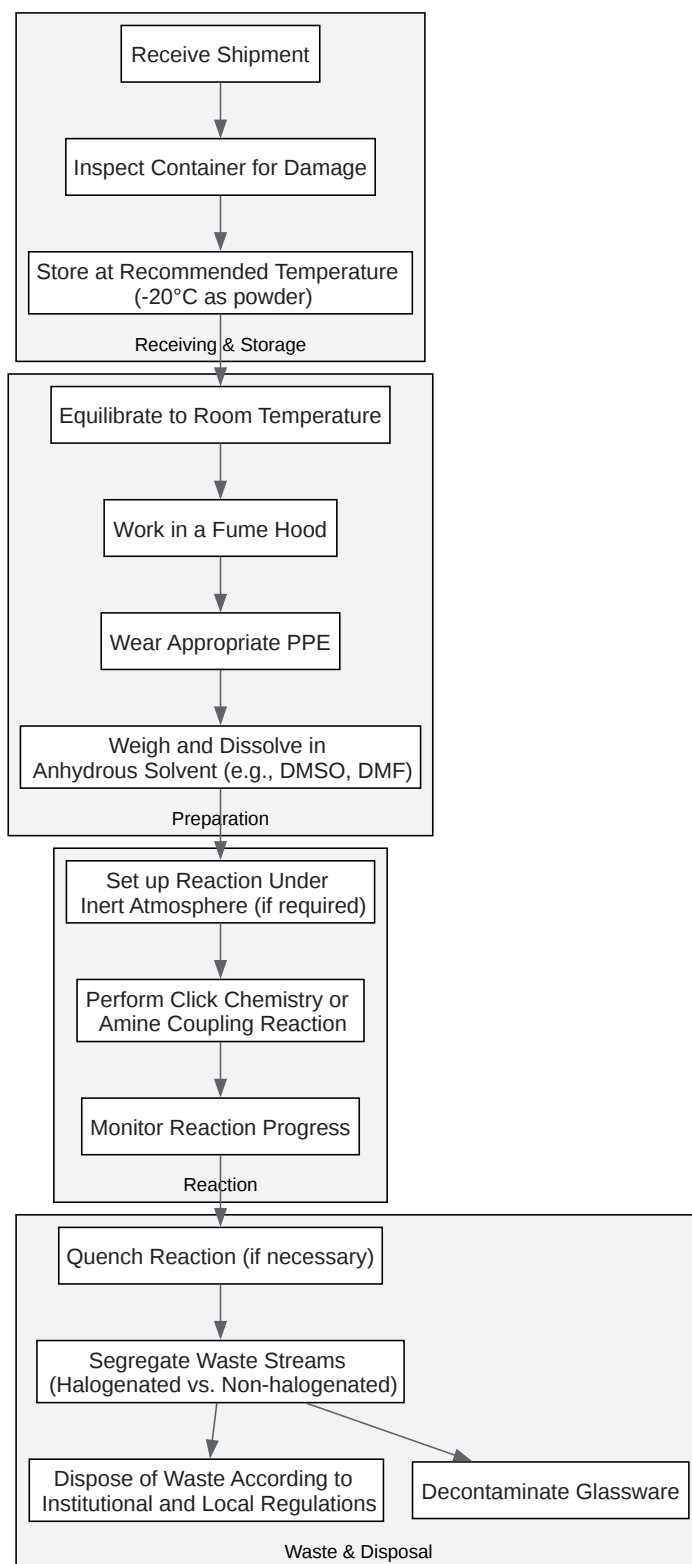 Receive Shipment
Inspect Container for Damage
Store at Recommended Temperature
(-20°C as powder)
Receiving & Storage
Equilibrate to Room Temperature
Work in a Fume Hood
Wear Appropriate PPE
Weigh and Dissolve in
Anhydrous Solvent (e.g., DMSO, DMF)
Preparation
Set up Reaction Under
Inert Atmosphere (if required)
Perform Click Chemistry or
Amine Coupling Reaction
Monitor Reaction Progress
Reaction
Quench Reaction (if necessary)
Segregate Waste Streams
(Halogenated vs. Non-halogenated)
Dispose of Waste According to
Institutional and Local Regulations
Decontaminate Glassware
Waste & Disposal